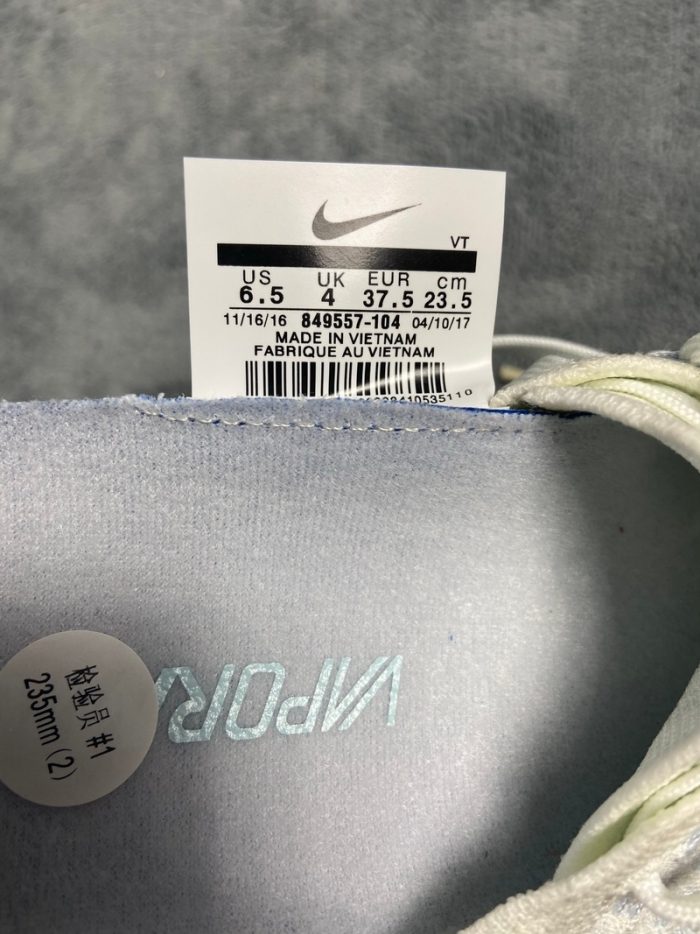 VT
US UK EUR cm
6.5 4 37.5 23.5
11/16/16 849557-104 04/10/17
MADE IN VIETNAM
FABRIQUE AU VIETNAM
VAPOR
检验员 #1
235mm (2)